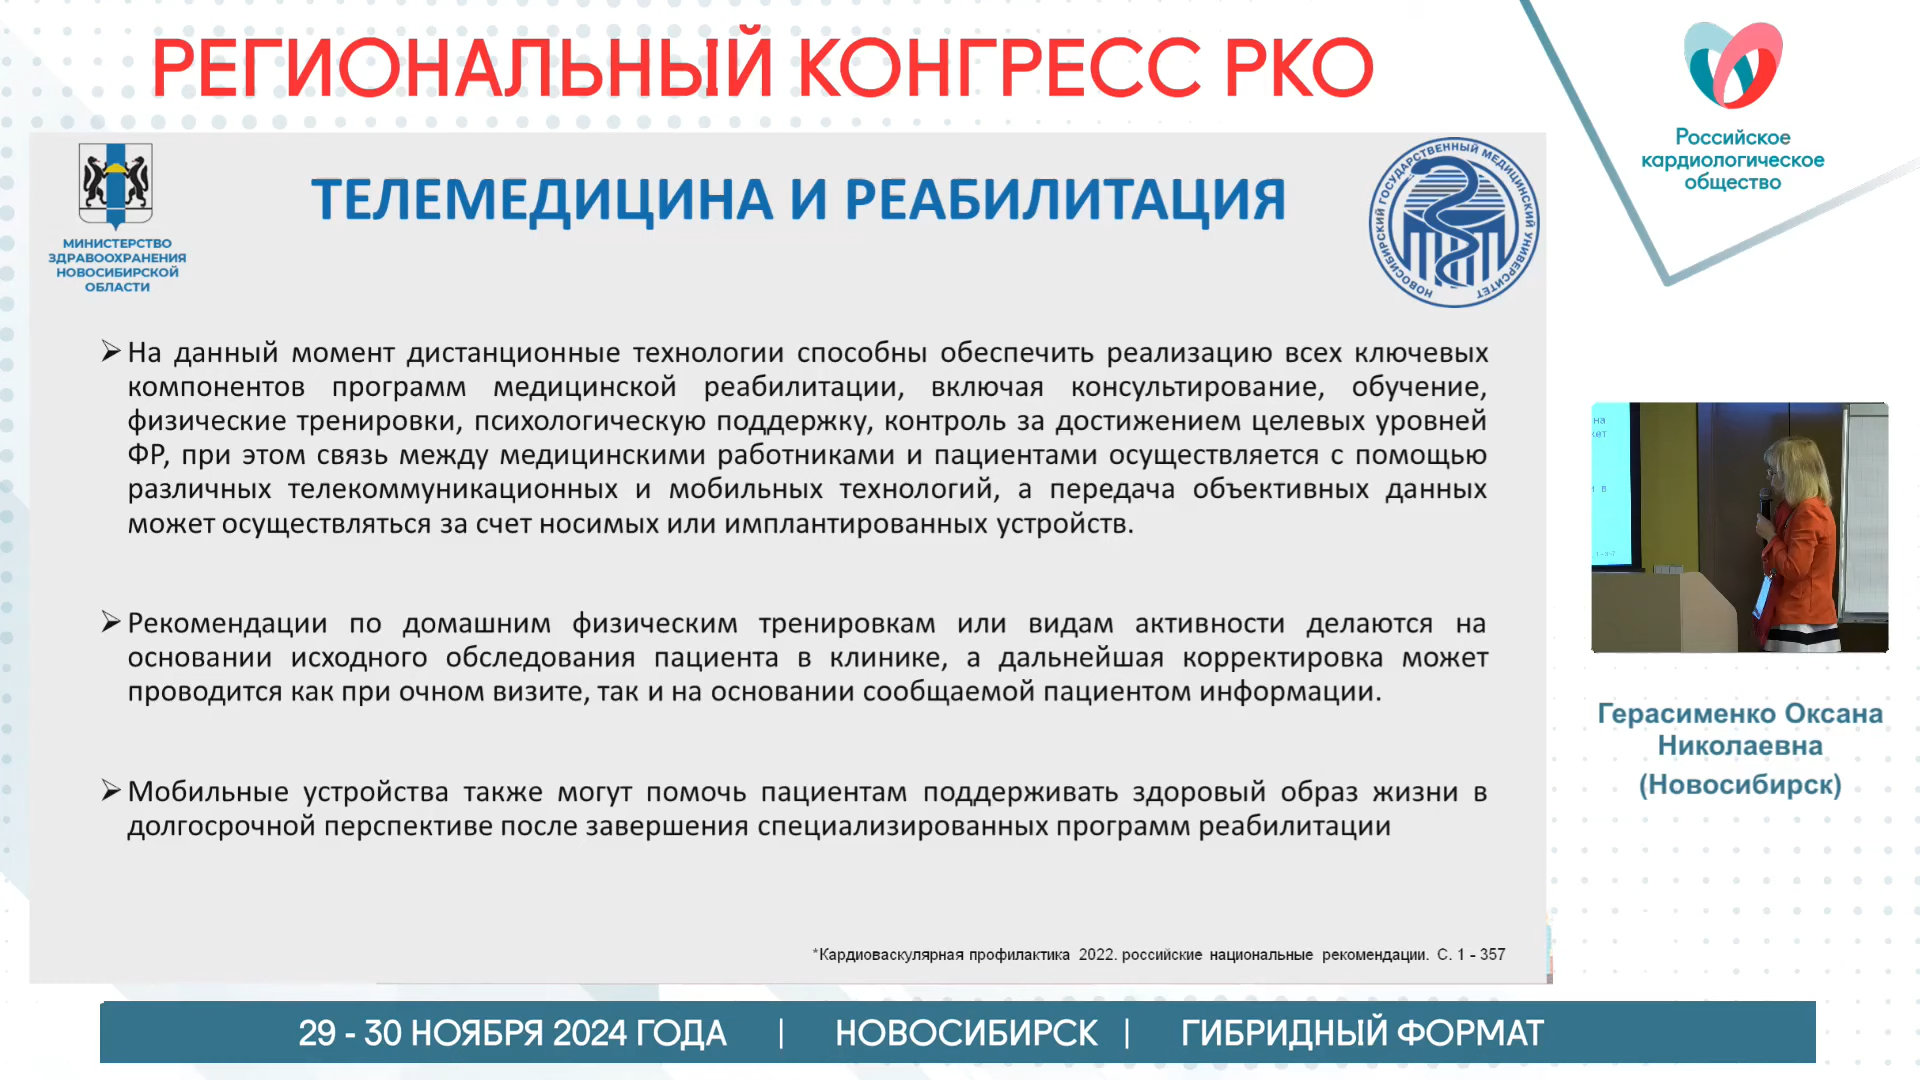 РЕГИОНАЛЬНЫЙ КОНГРЕСС РКО
Российское
кардиологическое
общество
МИНИСТЕРСТВО
ЗДРАВООХРАНЕНИЯ
НОВОСИБИРСКОЙ
ОБЛАСТИ
ТЕЛЕМЕДИЦИНА И РЕАБИЛИТАЦИЯ
НОВОСИБИРСКИЙ ГОСУДАРСТВЕННЫЙ МЕДИЦИНСКИЙ УНИВЕРСИТЕТ
➢ На данный момент дистанционные технологии способны обеспечить реализацию всех ключевых
компонентов программ медицинской реабилитации, включая консультирование, обучение,
физические тренировки, психологическую поддержку, контроль за достижением целевых уровней
ФР, при этом связь между медицинскими работниками и пациентами осуществляется с помощью
различных телекоммуникационных и мобильных технологий, а передача объективных данных
может осуществляться за счет носимых или имплантированных устройств.
➢ Рекомендации по домашним физическим тренировкам или видам активности делаются на
основании исходного обследования пациента в клинике, а дальнейшая корректировка может
проводится как при очном визите, так и на основании сообщаемой пациентом информации.
➢ Мобильные устройства также могут помочь пациентам поддерживать здоровый образ жизни в
долгосрочной перспективе после завершения специализированных программ реабилитации
*Кардиоваскулярная профилактика 2022. российские национальные рекомендации. С. 1 - 357
Герасименко Оксана
Николаевна
(Новосибирск)
29 - 30 НОЯБРЯ 2024 ГОДА | НОВОСИБИРСК | ГИБРИДНЫЙ ФОРМАТ